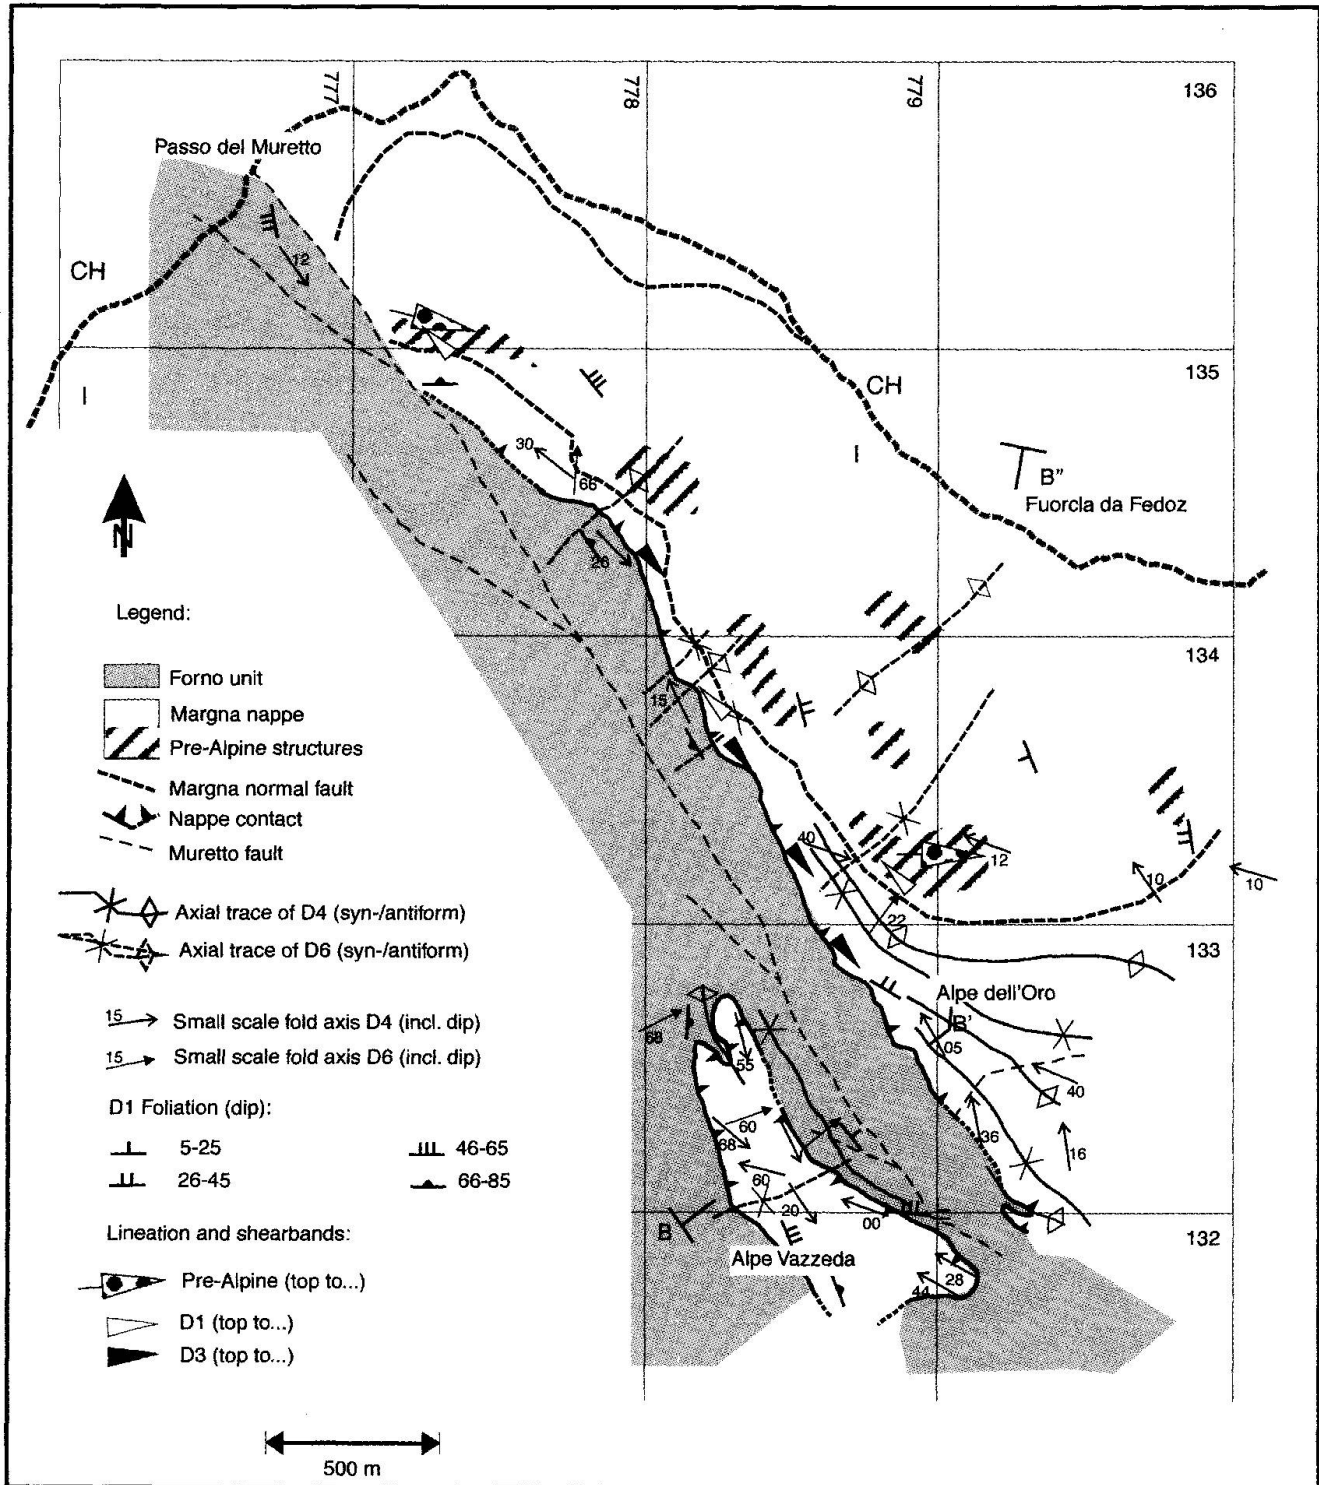 777
778
779
136
Passo del Muretto
CH
12
I
135
CH
30
66
I
B"
Fuorcla da Fedoz
26
N
Legend:
134
Forno unit
15
Margna nappe
Pre-Alpine structures
Margna normal fault
Nappe contact
40
Muretto fault
12
10
10
22
Axial trace of D4 (syn-/antiform)
133
Axial trace of D6 (syn-/antiform)
Alpe dell'Oro
B'
15 Small scale fold axis D4 (incl. dip)
68
05
15 Small scale fold axis D6 (incl. dip)
55
40
D1 Foliation (dip):
60
36
5-25
46-65
68
16
26-45
66-85
60
20
00
B
132
Lineation and shearbands:
Alpe Vazzeda
Pre-Alpine (top to...)
28
44
D1 (top to...)
D3 (top to...)
500 m